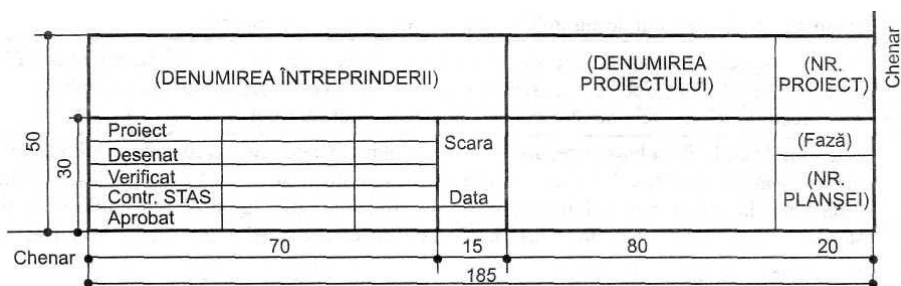 (DENUMIREA ÎNTREPRINDERII)
(DENUMIREA
PROIECTULUI)
(NR.
PROIECT)
Chenar
50
30
Proiect
Desenat
Verificat
Contr. STAS
Aprobat
Scara
Data
(Fază)
(NR.
PLANŞEI)
Chenar
70
15
80
20
185